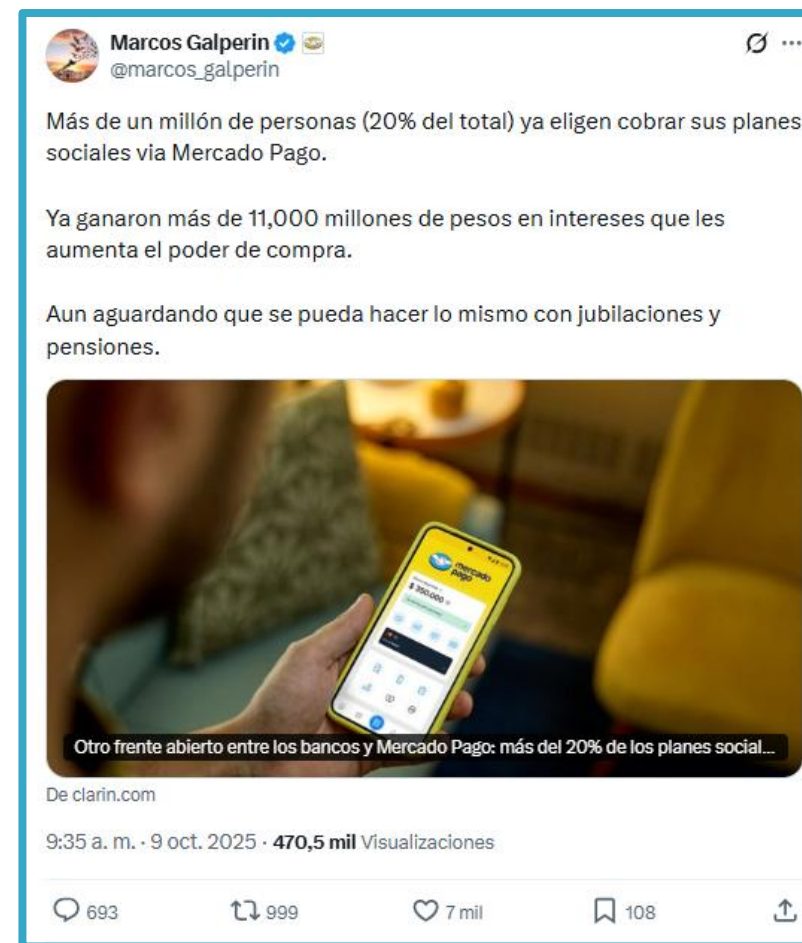 Marcos Galperin
@marcos_galperin
Más de un millón de personas (20% del total) ya eligen cobrar sus planes
sociales via Mercado Pago.
Ya ganaron más de 11,000 millones de pesos en intereses que les
aumenta el poder de compra.
Aun aguardando que se pueda hacer lo mismo con jubilaciones y
pensiones.
mercado
pago
$ 350.000
Otro frente abierto entre los bancos y Mercado Pago: más del 20% de los planes social...
De clarin.com
9:35 a. m. · 9 oct. 2025 · 470,5 mil Visualizaciones
693 999 7 mil 108